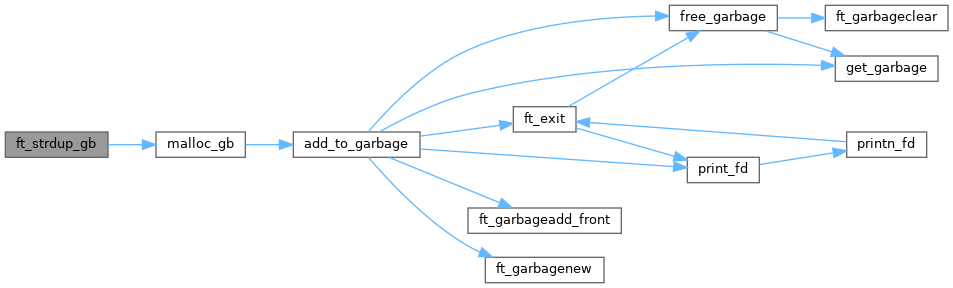 ft_strdup_gb
malloc_gb
add_to_garbage
free_garbage
ft_garbageclear
get_garbage
ft_exit
print_fd
printn_fd
ft_garbageadd_front
ft_garbagenew